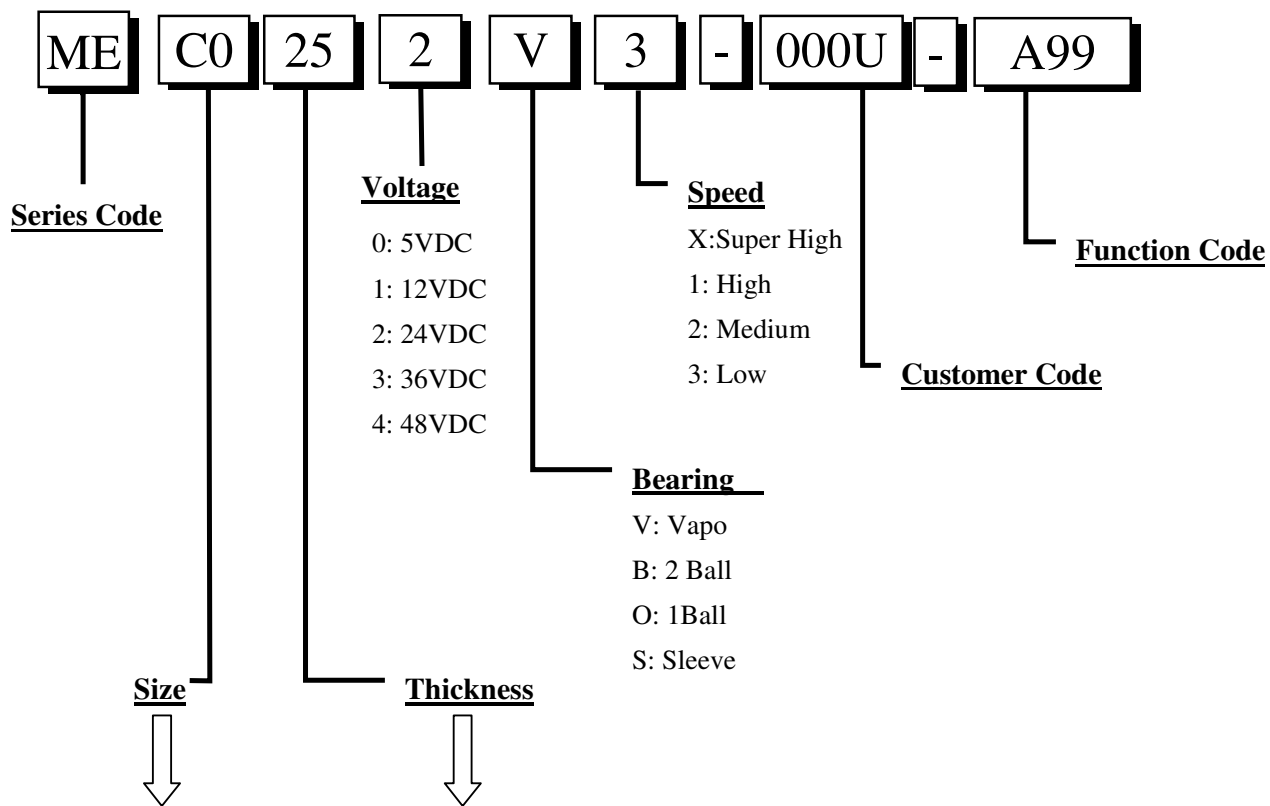 ME C0 25 2 V 3 - 000U - A99
Series Code
Voltage
0: 5VDC
1: 12VDC
2: 24VDC
3: 36VDC
4: 48VDC
Speed
X:Super High
1: High
2: Medium
3: Low
Function Code
Customer Code
Bearing
V: Vapo
B: 2 Ball
O: 1Ball
S: Sleeve
Size
Thickness